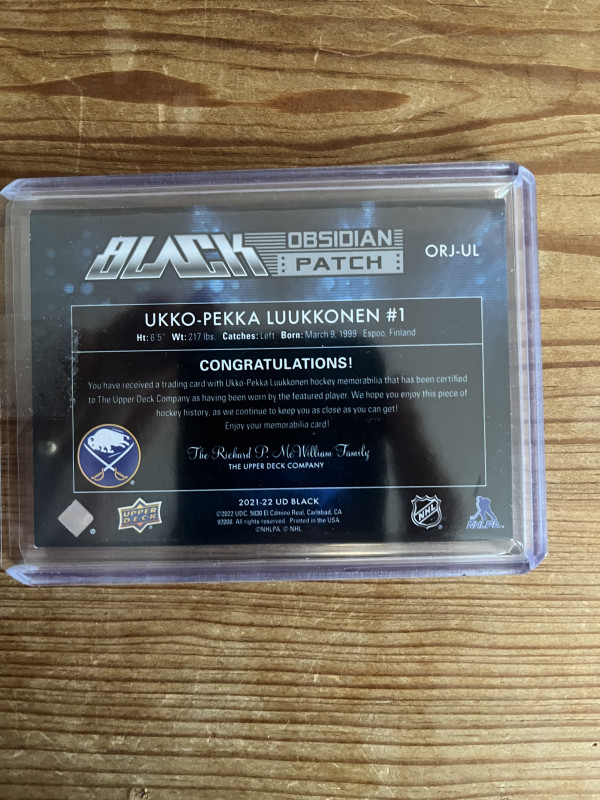 BLACK OBSIDIAN PATCH
ORJ-UL
UKKO-PEKKA LUUKKONEN #1
Ht: 6'5" Wt: 217 lbs. Catches: Left Born: March 9, 1999 Espoo, Finland
CONGRATULATIONS!
You have received a trading card with Ukko-Pekka Luukkonen hockey memorabilia that has been certified
to The Upper Deck Company as having been worn by the featured player. We hope you enjoy this piece of
hockey history, as we continue to keep you as close as you can get!
Enjoy your memorabilia card!
The Richard P. McWilliam Family
THE UPPER DECK COMPANY
2021-22 UD BLACK
©2022 UDC. 5830 El Camino Real, Carlsbad, CA
92008. All rights reserved. Printed in the USA.
©NHLPA. © NHL.
UPPER
DECK
NHL
NHLPA